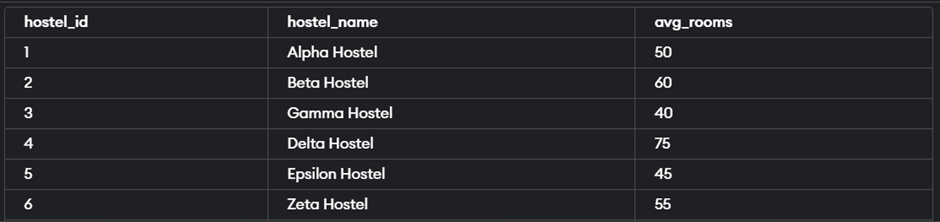 hostel_id hostel_name avg_rooms
1 Alpha Hostel 50
2 Beta Hostel 60
3 Gamma Hostel 40
4 Delta Hostel 75
5 Epsilon Hostel 45
6 Zeta Hostel 55